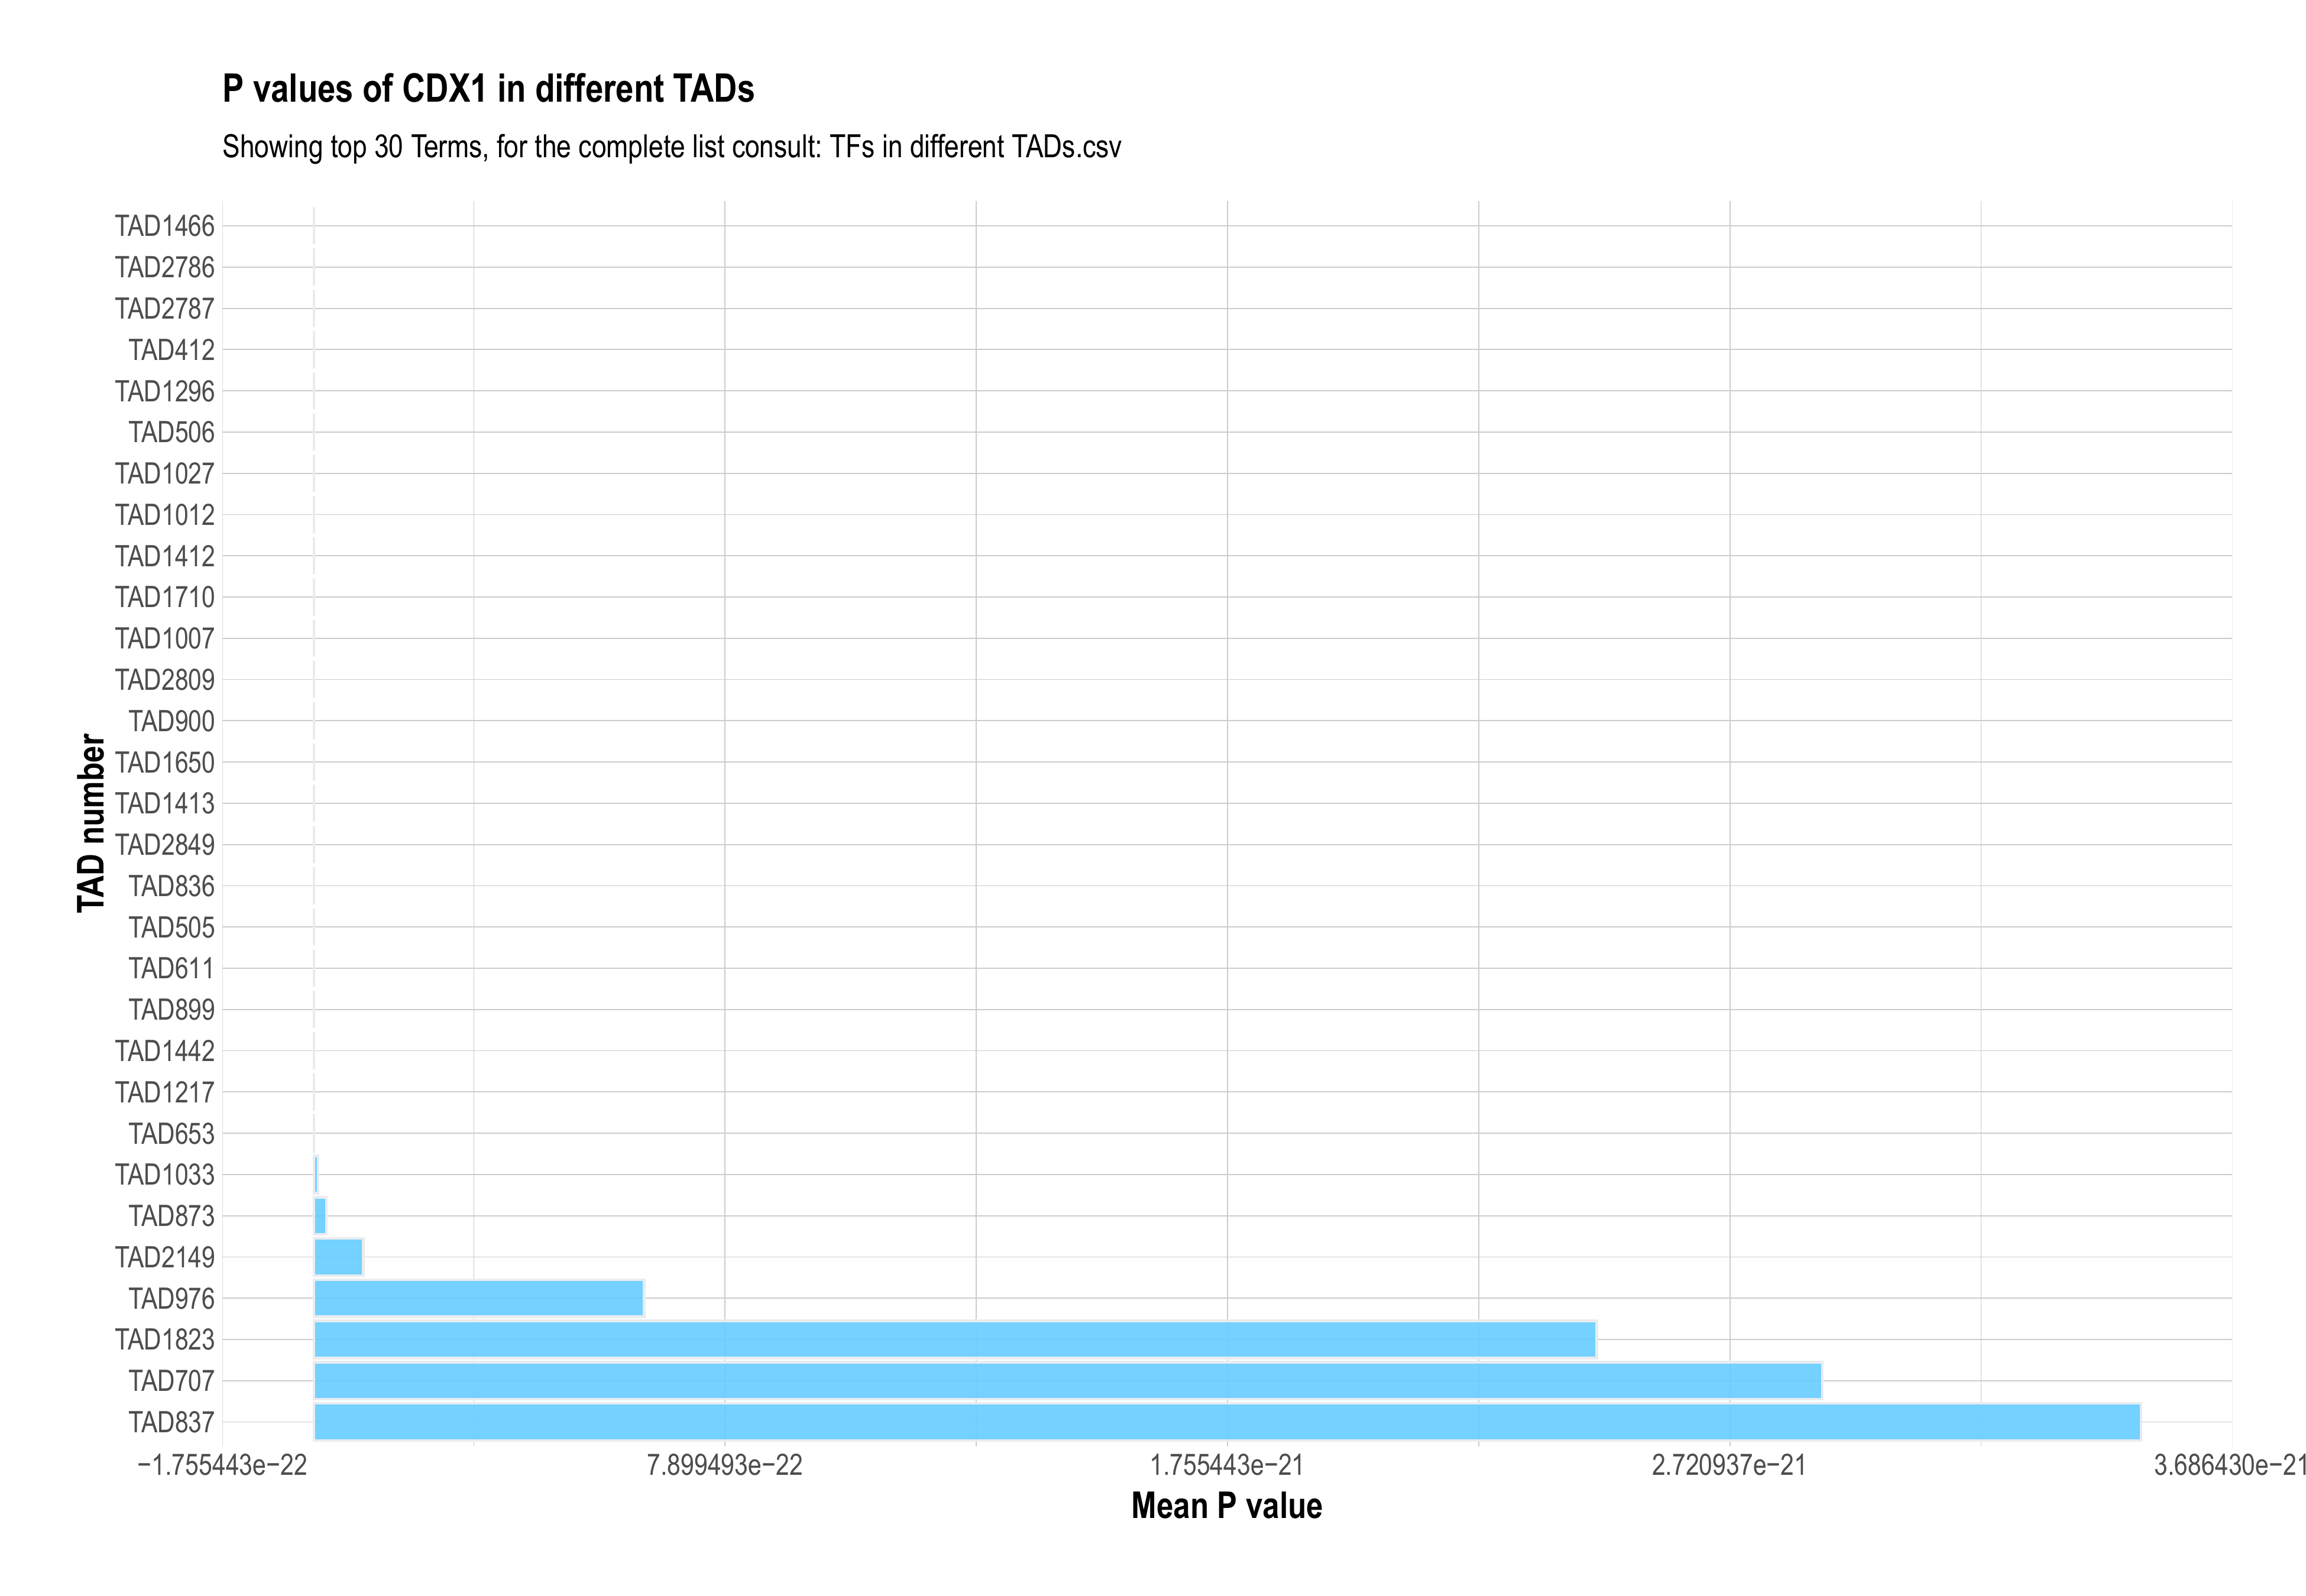 P values of CDX1 in different TADs
Showing top 30 Terms, for the complete list consult: TFs in different TADs.csv
TAD number
TAD1466
TAD2786
TAD2787
TAD412
TAD1296
TAD506
TAD1027
TAD1012
TAD1412
TAD1710
TAD1007
TAD2809
TAD900
TAD1650
TAD1413
TAD2849
TAD836
TAD505
TAD611
TAD899
TAD1442
TAD1217
TAD653
TAD1033
TAD873
TAD2149
TAD976
TAD1823
TAD707
TAD837
−1.755443e−22 7.899493e−22 1.755443e−21 2.720937e−21 3.686430e−21
Mean P value